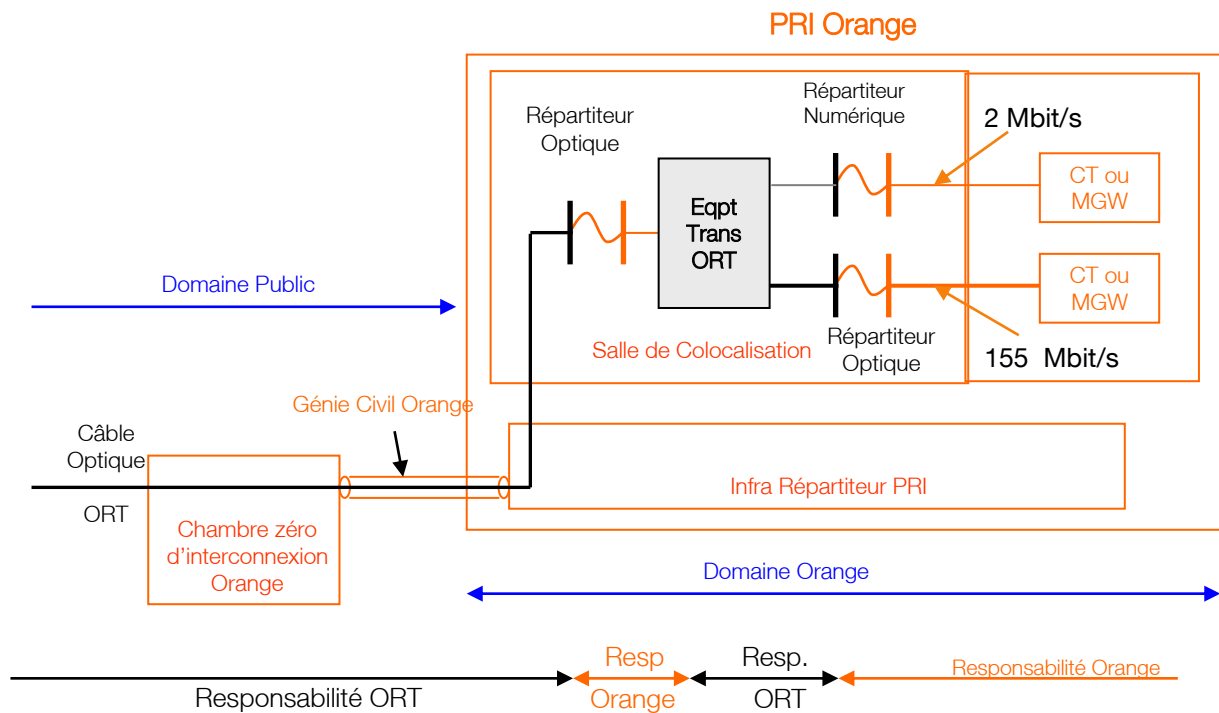 PRI Orange
Répartiteur
Optique
Répartiteur
Numérique
2 Mbit/s
Eqpt
Trans
ORT
CT ou
MGW
CT ou
MGW
Domaine Public
Salle de Colocalisation
Répartiteur
Optique
155 Mbit/s
Génie Civil Orange
Câble
Optique
ORT
Infra Répartiteur PRI
Chambre zéro
d'interconnexion
Orange
Domaine Orange
Responsabilité ORT
Resp
Orange
Resp.
ORT
Responsabilité Orange